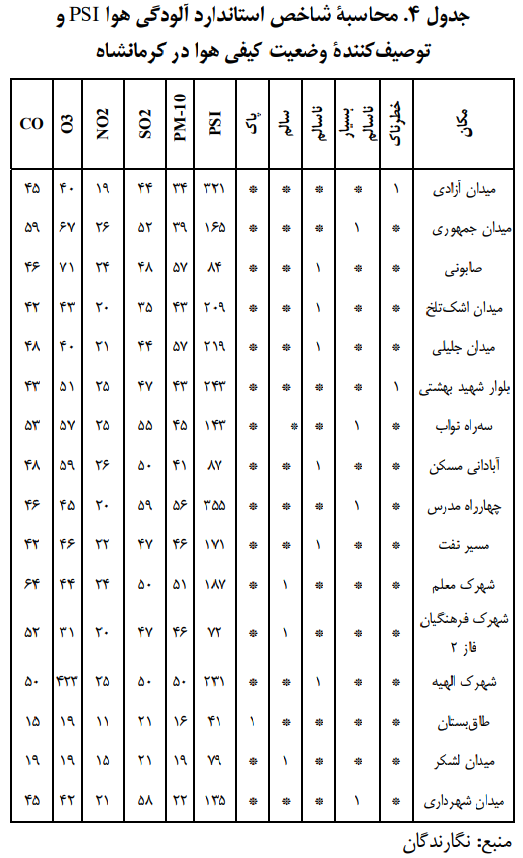 جدول ۴. محاسبهٔ شاخص استاندارد آلودگی هوا PSI و
توصیف‌کنندهٔ وضعیت کیفی هوا در کرمانشاه
مکان خطرناک بسیار ناسالم ناسالم سالم پاک PSI PM-10 SO2 NO2 O3 CO
میدان آزادی ۱ * * * * ۳۲۱ ۳۴ ۴۴ ۱۹ ۴۰ ۴۵
میدان جمهوری * ۱ * * * ۱۶۵ ۳۹ ۵۲ ۲۶ ۶۷ ۵۹
صابونی * * ۱ * * ۸۴ ۵۷ ۴۸ ۲۴ ۷۱ ۴۶
میدان اشک‌تلخ * * ۱ * * ۲۰۹ ۴۳ ۳۵ ۲۰ ۴۳ ۴۲
میدان جلیلی * * ۱ * * ۲۱۹ ۵۷ ۴۴ ۲۱ ۴۰ ۴۸
بلوار شهید بهشتی ۱ * * * * ۲۴۳ ۴۳ ۴۷ ۲۵ ۵۱ ۴۳
سه‌راه نواب * ۱ * * * ۱۴۳ ۴۵ ۵۵ ۲۵ ۵۷ ۵۳
آبادانی مسکن * * ۱ * * ۸۷ ۴۱ ۵۰ ۲۶ ۵۹ ۴۸
چهارراه مدرس * ۱ * * * ۳۵۵ ۵۶ ۵۹ ۲۰ ۴۵ ۴۶
مسیر نفت * * ۱ * * ۱۷۱ ۴۶ ۴۷ ۲۲ ۴۶ ۴۲
شهرک معلم * * * ۱ * ۱۸۷ ۵۱ ۵۰ ۲۴ ۴۴ ۶۴
شهرک فرهنگیان
فاز ۲ * * * ۱ * ۷۲ ۴۶ ۴۷ ۲۰ ۳۱ ۵۲
شهرک الهیه * * ۱ * * ۲۳۱ ۵۰ ۵۰ ۲۵ ۴۲۳ ۵۰
طاق‌بستان * * * * ۱ ۴۱ ۱۶ ۲۱ ۱۱ ۱۹ ۱۵
میدان لشکر * * * ۱ * ۷۹ ۱۹ ۲۱ ۱۵ ۱۹ ۱۹
میدان شهرداری * ۱ * * * ۱۳۵ ۲۲ ۵۸ ۲۱ ۴۲ ۴۵
منبع: نگارندگان